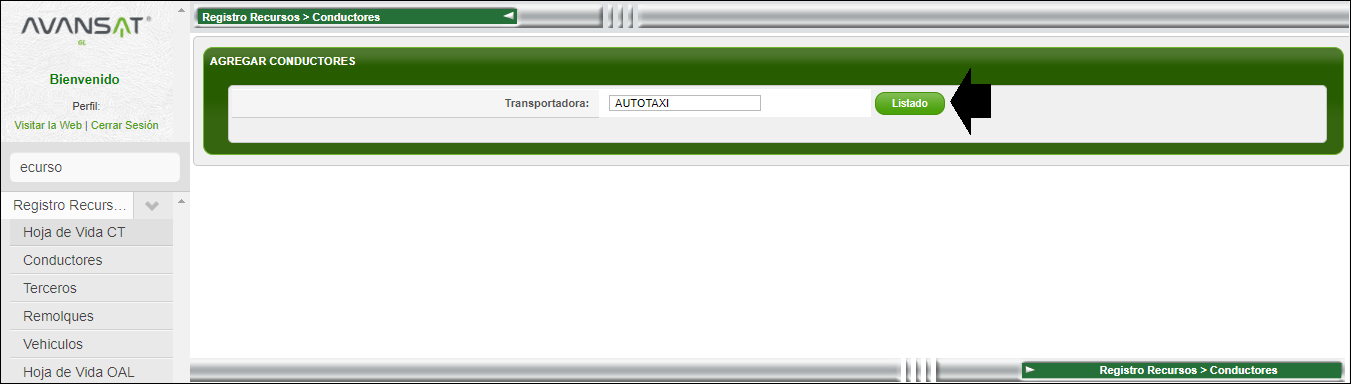 AVANSAT
GL
Bienvenido
Perfil:
Visitar la Web | Cerrar Sesión
ecurso
Registro Recurs...
Hoja de Vida CT
Conductores
Terceros
Remolques
Vehiculos
Hoja de Vida OAL
Registro Recursos > Conductores
AGREGAR CONDUCTORES
Transportadora:
AUTOTAXI
Listado
Registro Recursos > Conductores